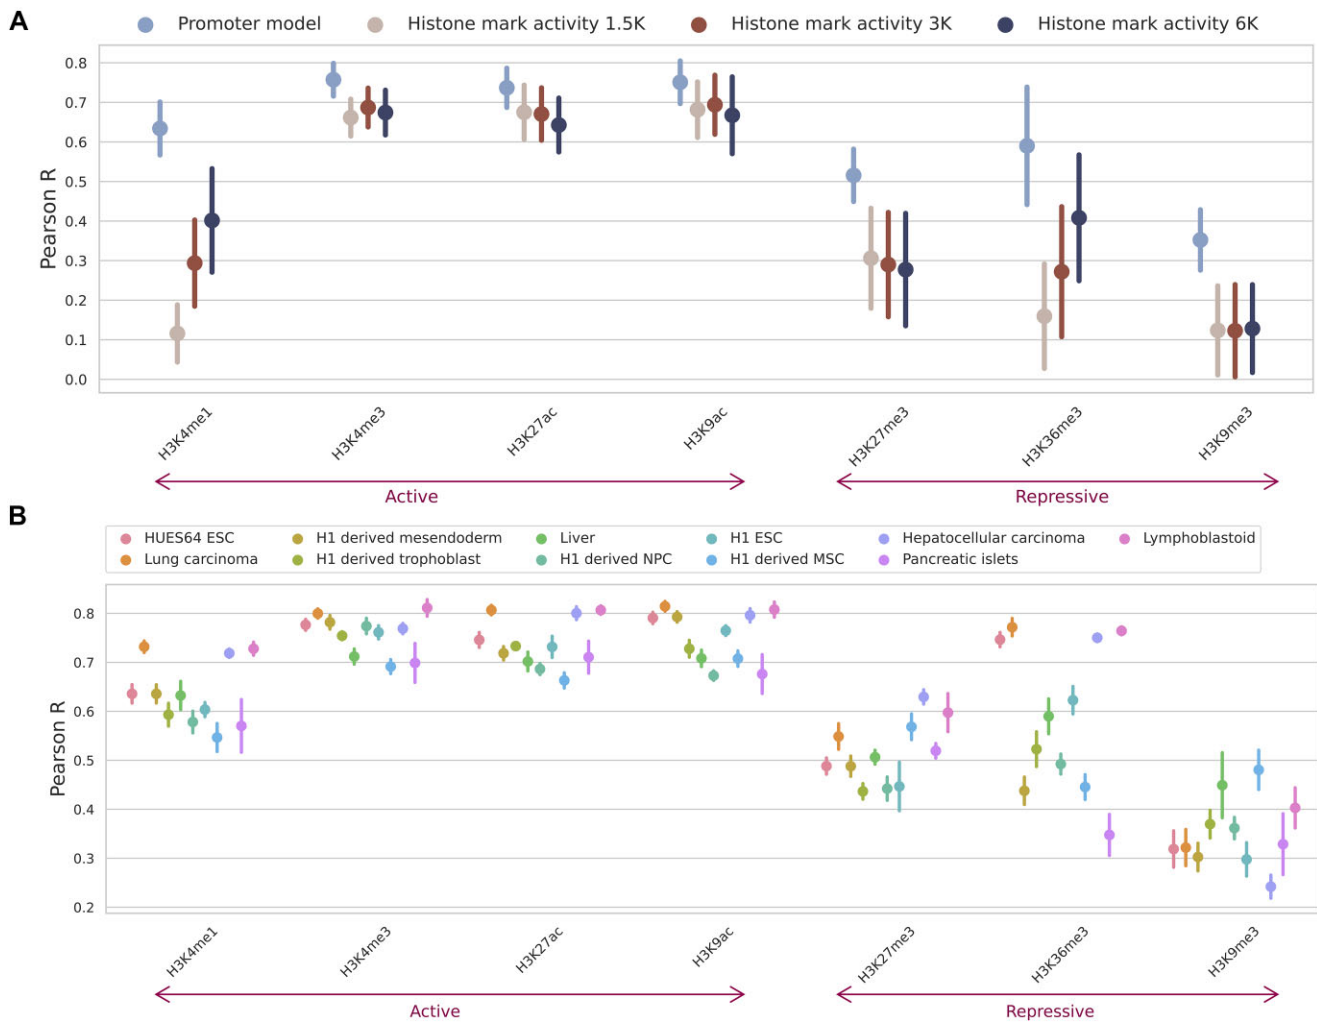 A
Promoter model Histone mark activity 1.5K Histone mark activity 3K Histone mark activity 6K
0.8
0.7
0.6
0.5
0.4
0.3
0.2
0.1
0.0
Pearson R
H3K4me1 H3K4me3 H3K27ac H3K9ac H3K27me3 H3K36me3 H3K9me3
Active Repressive
B
HUES64 ESC H1 derived mesendoderm Liver H1 ESC Hepatocellular carcinoma Lymphoblastoid
Lung carcinoma H1 derived trophoblast H1 derived NPC H1 derived MSC Pancreatic islets
0.8
0.7
0.6
0.5
0.4
0.3
0.2
Pearson R
H3K4me1 H3K4me3 H3K27ac H3K9ac H3K27me3 H3K36me3 H3K9me3
Active Repressive